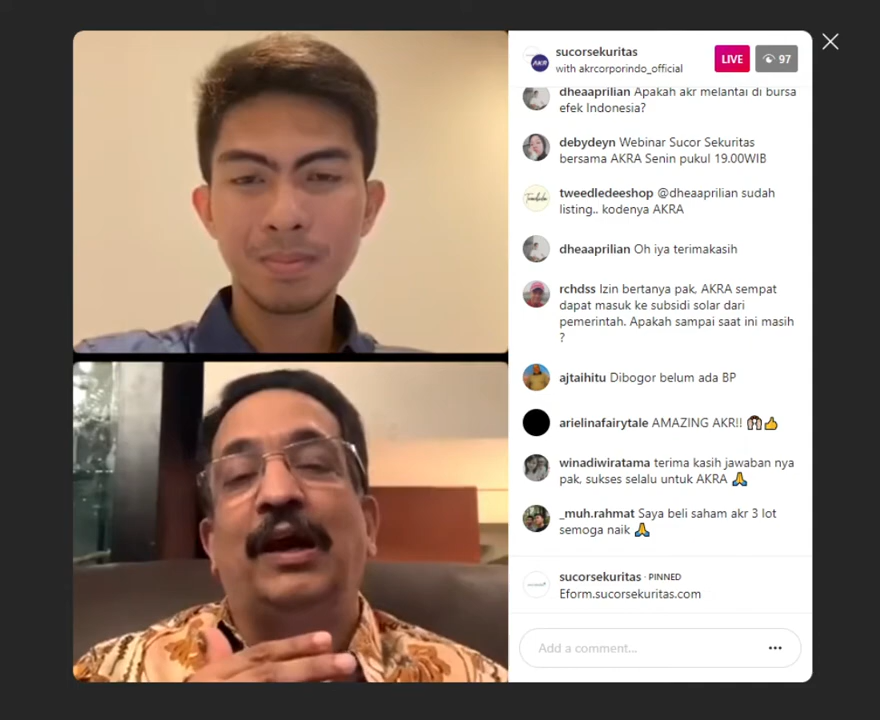 sucorsekuritas
with akrcorporindo_official
LIVE
97
AKR
dheaaprilian Apakah akr melantai di bursa
efek Indonesia?
debydeyn Webinar Sucor Sekuritas
bersama AKRA Senin pukul 19.00WIB
tweedledeeshop @dheaaprilian sudah
listing.. kodenya AKRA
dheaaprilian Oh iya terimakasih
rchdss Izin bertanya pak, AKRA sempat
dapat masuk ke subsidi solar dari
pemerintah. Apakah sampai saat ini masih
?
ajtaihitu Dibogor belum ada BP
arielinafairytale AMAZING AKR!! 🙌👍
winadiwiratama terima kasih jawaban nya
pak, sukses selalu untuk AKRA 🙏
_muh.rahmat Saya beli saham akr 3 lot
semoga naik 🙏
sucorsekuritas · PINNED
Eform.sucorsekuritas.com
Add a comment...